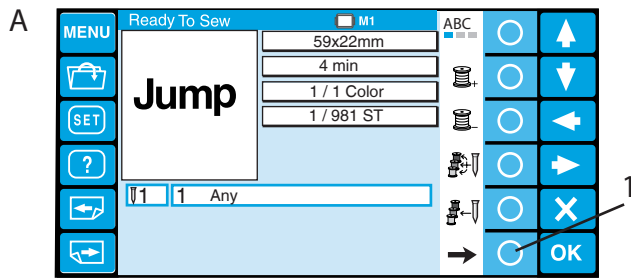 A
MENU
Ready To Sew
M1
ABC
59x22mm
4 min
Jump
1 / 1 Color
SET
1 / 981 ST
+
-
?
1
1 1 Any
OK